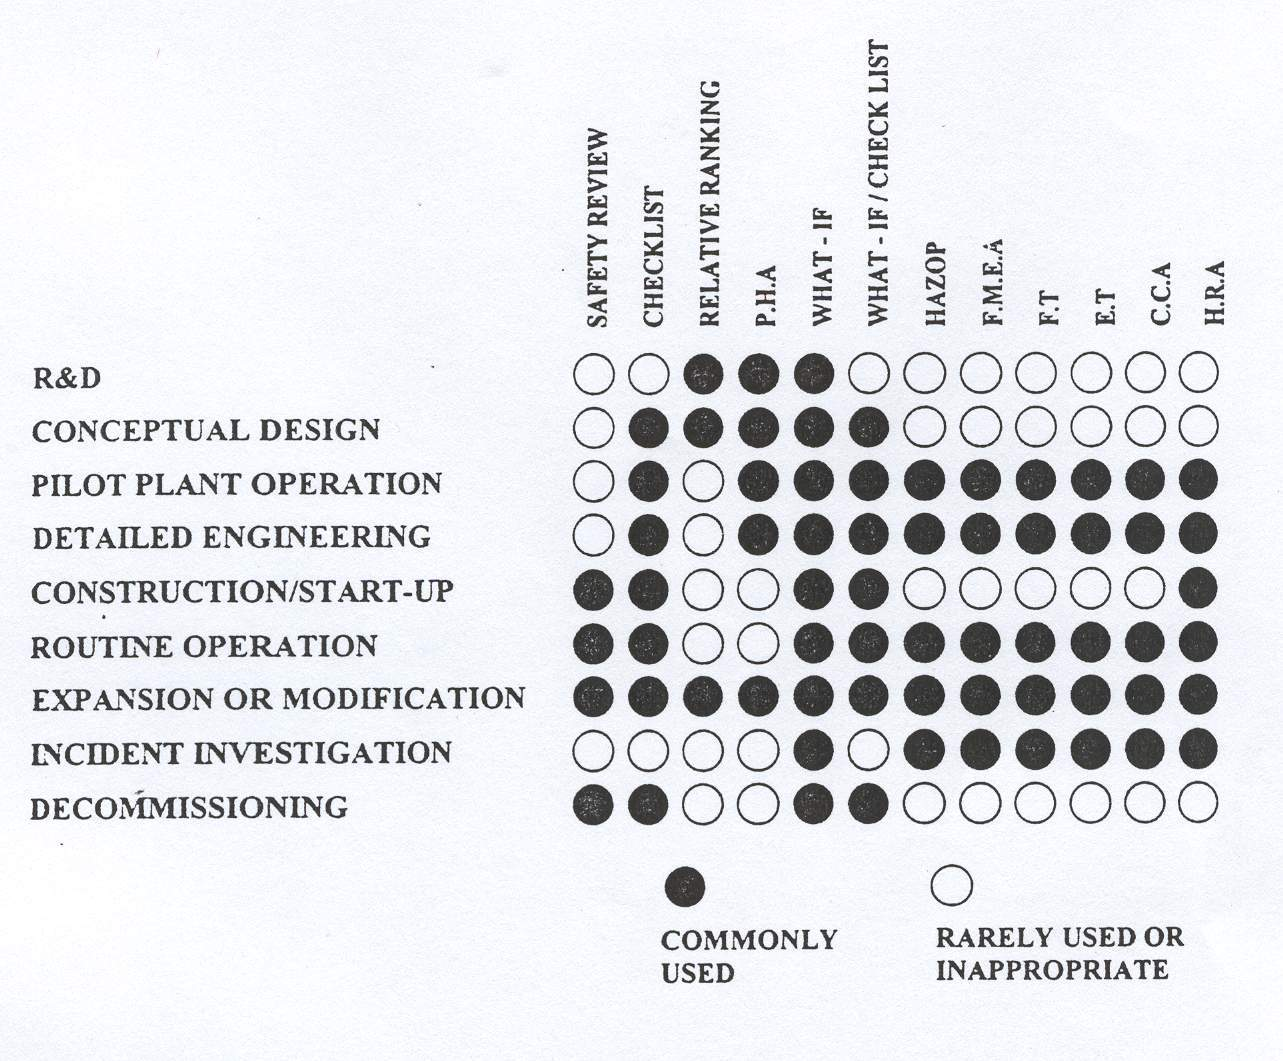 SAFETY REVIEW
CHECKLIST
RELATIVE RANKING
P.H.A
WHAT - IF
WHAT - IF / CHECK LIST
HAZOP
F.M.E.A
F.T
E.T
C.C.A
H.R.A
R&D
CONCEPTUAL DESIGN
PILOT PLANT OPERATION
DETAILED ENGINEERING
CONSTRUCTION/START-UP
ROUTINE OPERATION
EXPANSION OR MODIFICATION
INCIDENT INVESTIGATION
DECOMMISSIONING
COMMONLY
USED
RARELY USED OR
INAPPROPRIATE